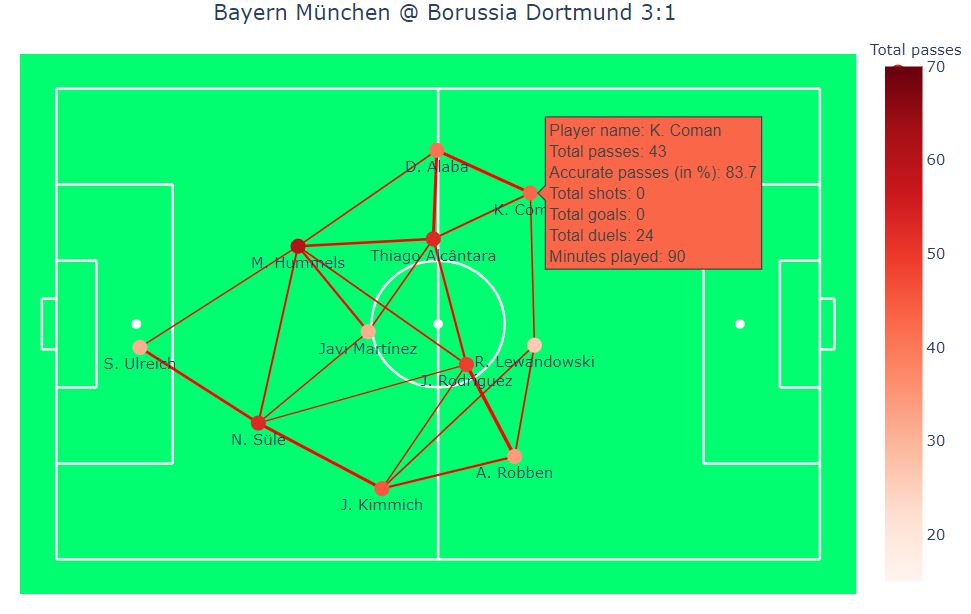 Bayern München @ Borussia Dortmund 3:1
Total passes
70
60
50
40
30
20
Player name: K. Coman
Total passes: 43
Accurate passes (in %): 83.7
Total shots: 0
Total goals: 0
Total duels: 24
Minutes played: 90
D. Alaba
K. Com
Thiago Alcântara
M. Hummels
Javi Martínez
R. Lewandowski
S. Ulreich
J. Rodríguez
N. Süle
A. Robben
J. Kimmich